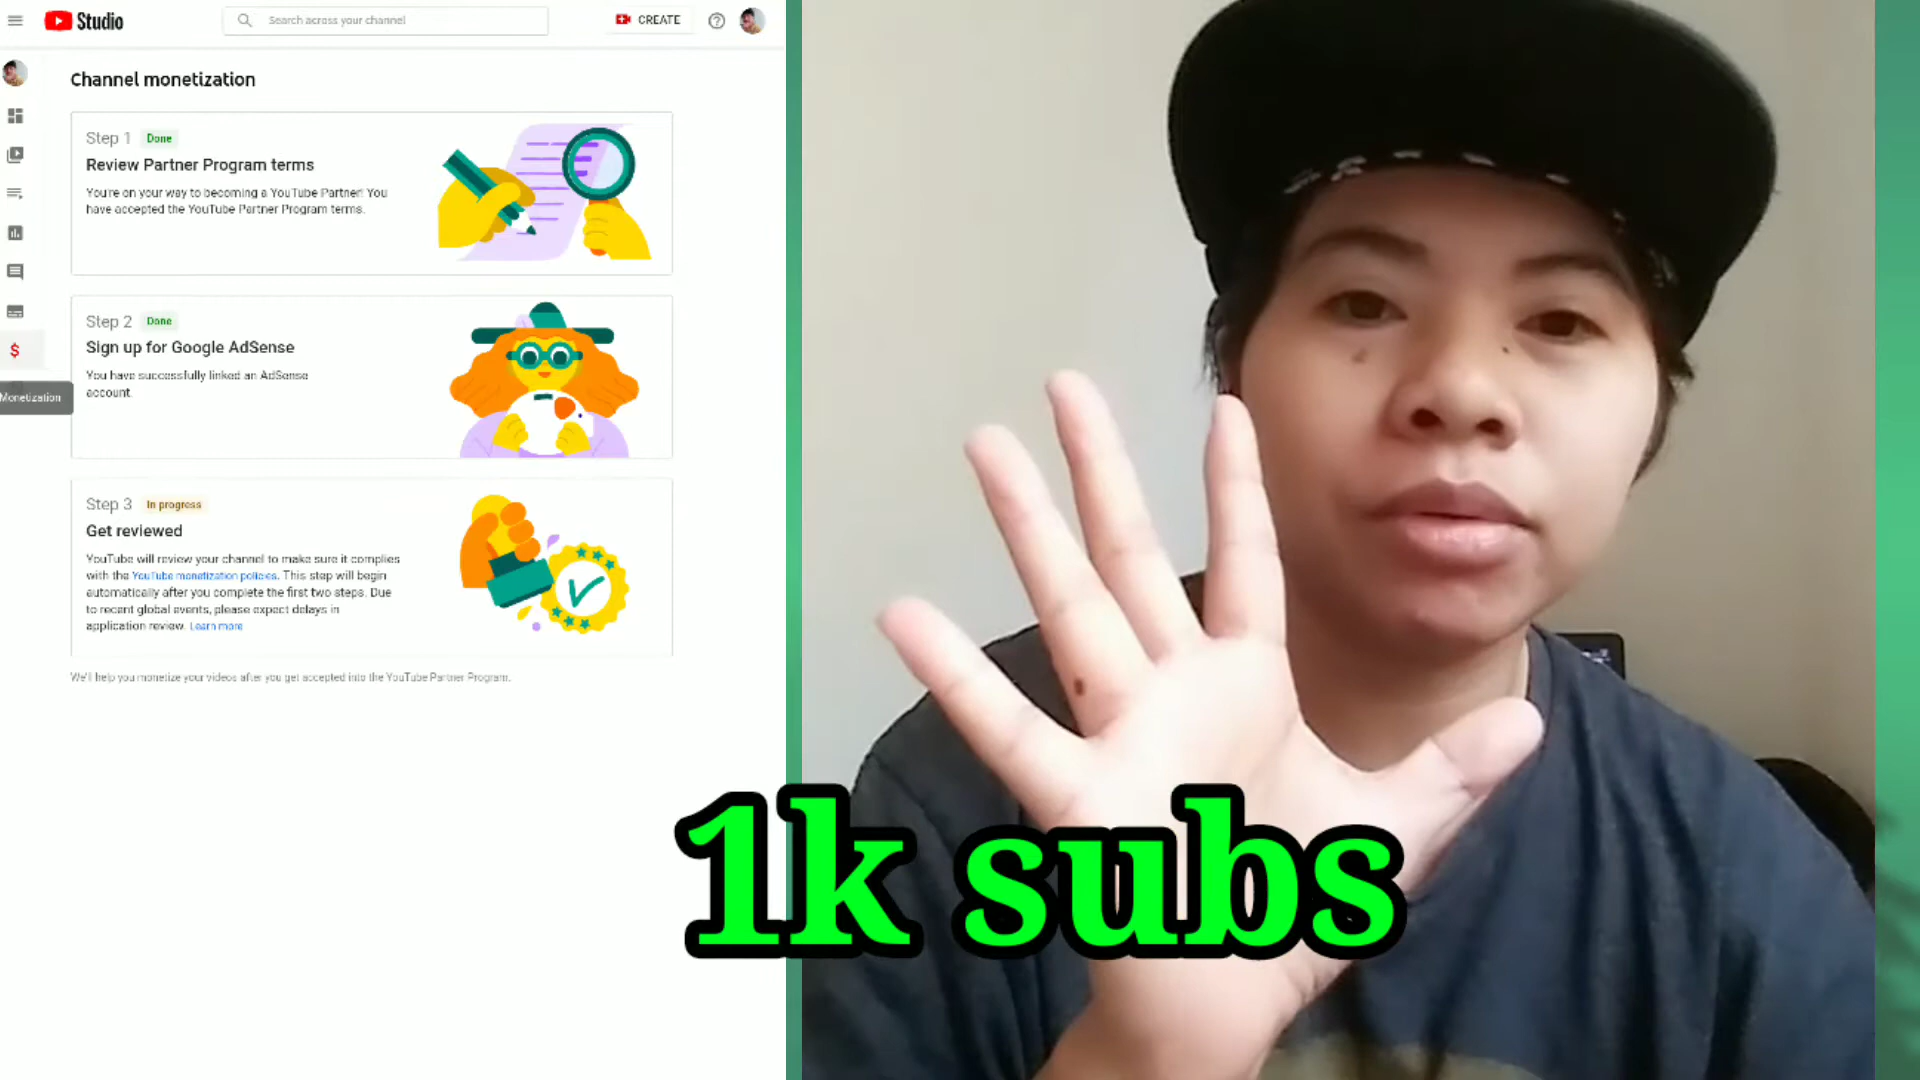 Studio
Search across your channel
CREATE
Channel monetization
Step 1 Done
Review Partner Program terms
You're on your way to becoming a YouTube Partner! You
have accepted the YouTube Partner Program terms.
Step 2 Done
Sign up for Google AdSense
You have successfully linked an AdSense
account.
Monetization
Step 3 In progress
Get reviewed
YouTube will review your channel to make sure it complies
with the YouTube monetization policies. This step will begin
automatically after you complete the first two steps. Due
to recent global events, please expect delays in
application review. Learn more
We'll help you monetize your videos after you get accepted into the YouTube Partner Program.
1k subs